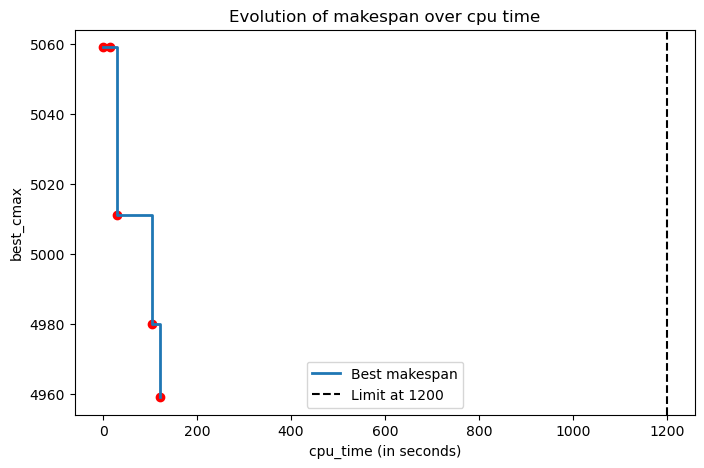 Evolution of makespan over cpu time
best_cmax
5060
5040
5020
5000
4980
4960
0
200
400
600
800
1000
1200
cpu_time (in seconds)
Best makespan
Limit at 1200